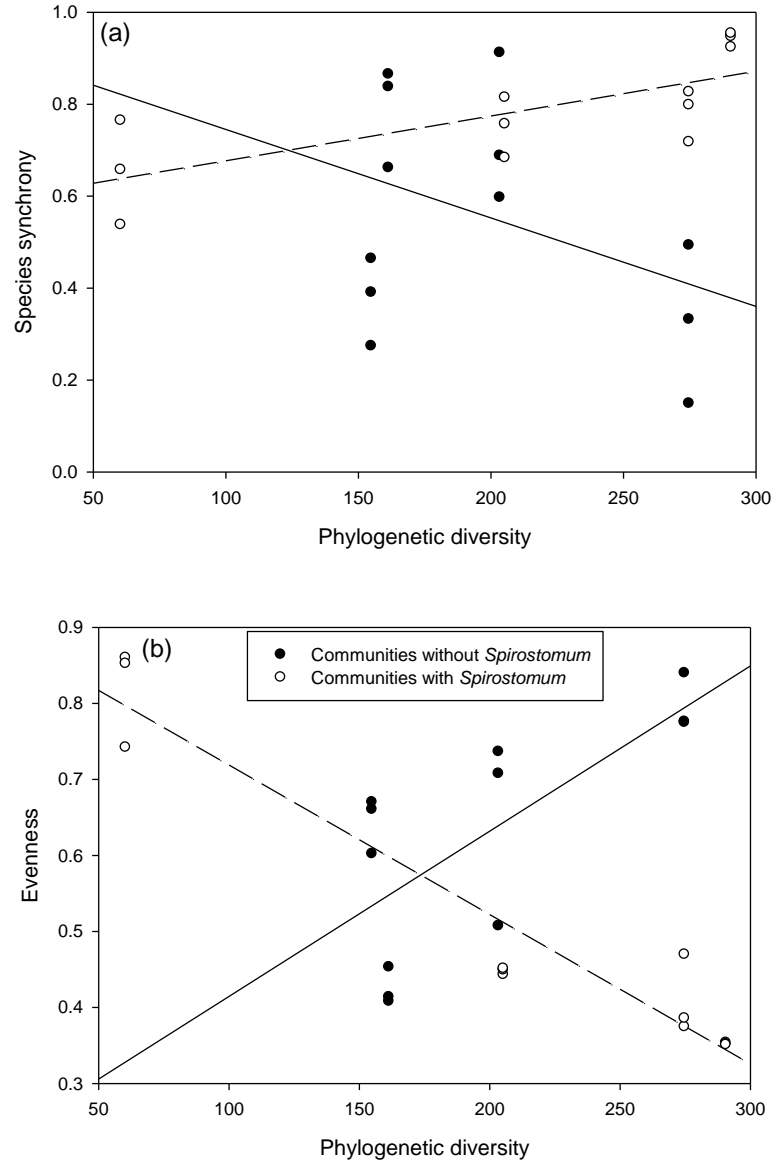 (a)
1.0
0.8
0.6
0.4
0.2
0.0
Species synchrony
50 100 150 200 250 300
Phylogenetic diversity
(b)
Communities without Spirostomum
Communities with Spirostomum
0.9
0.8
0.7
0.6
0.5
0.4
0.3
Evenness
50 100 150 200 250 300
Phylogenetic diversity